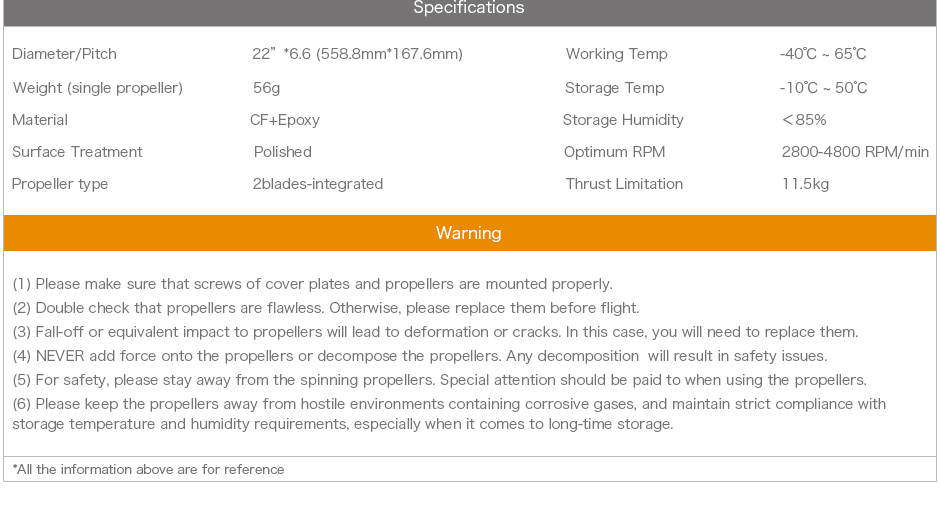 Specifications
Diameter/Pitch 22”*6.6 (558.8mm*167.6mm) Working Temp -40℃ ~ 65℃
Weight (single propeller) 56g Storage Temp -10℃ ~ 50℃
Material CF+Epoxy Storage Humidity ＜85%
Surface Treatment Polished Optimum RPM 2800-4800 RPM/min
Propeller type 2blades-integrated Thrust Limitation 11.5kg
Warning
(1) Please make sure that screws of cover plates and propellers are mounted properly.
(2) Double check that propellers are flawless. Otherwise, please replace them before flight.
(3) Fall-off or equivalent impact to propellers will lead to deformation or cracks. In this case, you will need to replace them.
(4) NEVER add force onto the propellers or decompose the propellers. Any decomposition will result in safety issues.
(5) For safety, please stay away from the spinning propellers. Special attention should be paid to when using the propellers.
(6) Please keep the propellers away from hostile environments containing corrosive gases, and maintain strict compliance with
storage temperature and humidity requirements, especially when it comes to long-time storage.
*All the information above are for reference